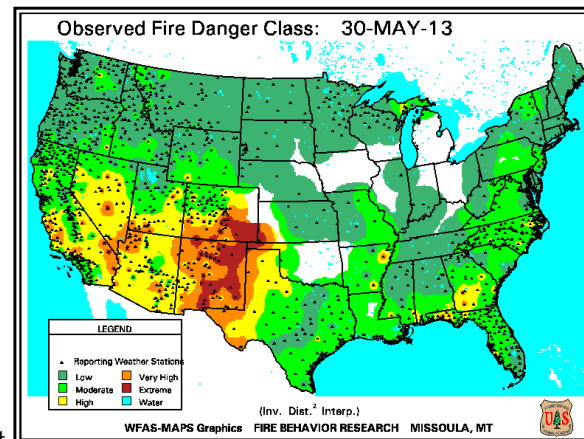 Observed Fire Danger Class: 30-MAY-13
LEGEND
Reporting Weather Stations
Low
Very High
Moderate
Extreme
High
Water
(Inv. Dist.² Interp.)
WFAS-MAPS Graphics FIRE BEHAVIOR RESEARCH MISSOULA, MT
U S